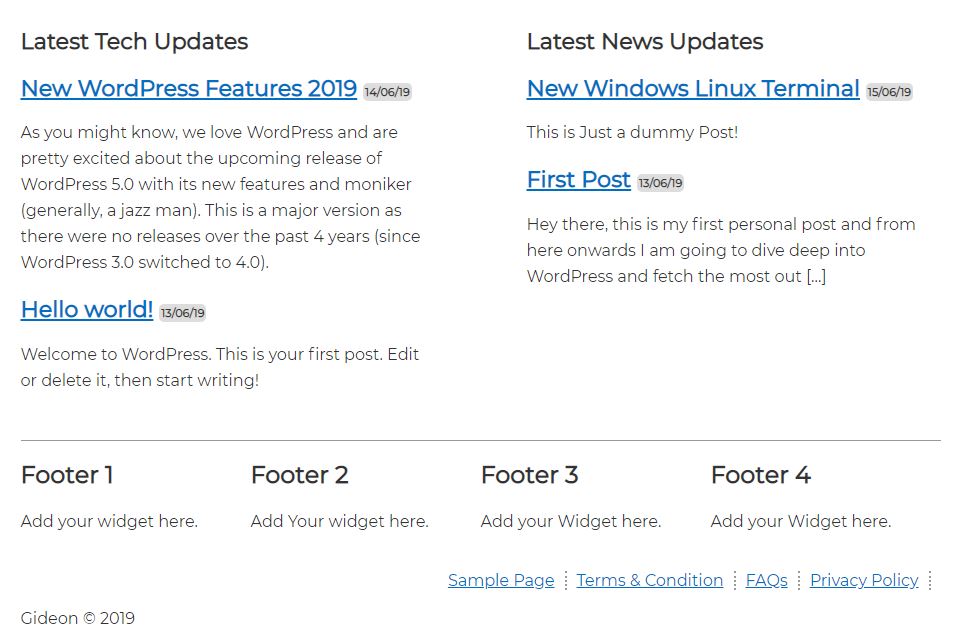 Latest Tech Updates
New WordPress Features 2019 14/06/19
As you might know, we love WordPress and are
pretty excited about the upcoming release of
WordPress 5.0 with its new features and moniker
(generally, a jazz man). This is a major version as
there were no releases over the past 4 years (since
WordPress 3.0 switched to 4.0).
Hello world! 13/06/19
Welcome to WordPress. This is your first post. Edit
or delete it, then start writing!
Latest News Updates
New Windows Linux Terminal 15/06/19
This is Just a dummy Post!
First Post 13/06/19
Hey there, this is my first personal post and from
here onwards I am going to dive deep into
WordPress and fetch the most out [...]
Footer 1
Add your widget here.
Footer 2
Add Your widget here.
Footer 3
Add your Widget here.
Footer 4
Add your Widget here.
Sample Page Terms & Condition FAQs Privacy Policy
Gideon © 2019